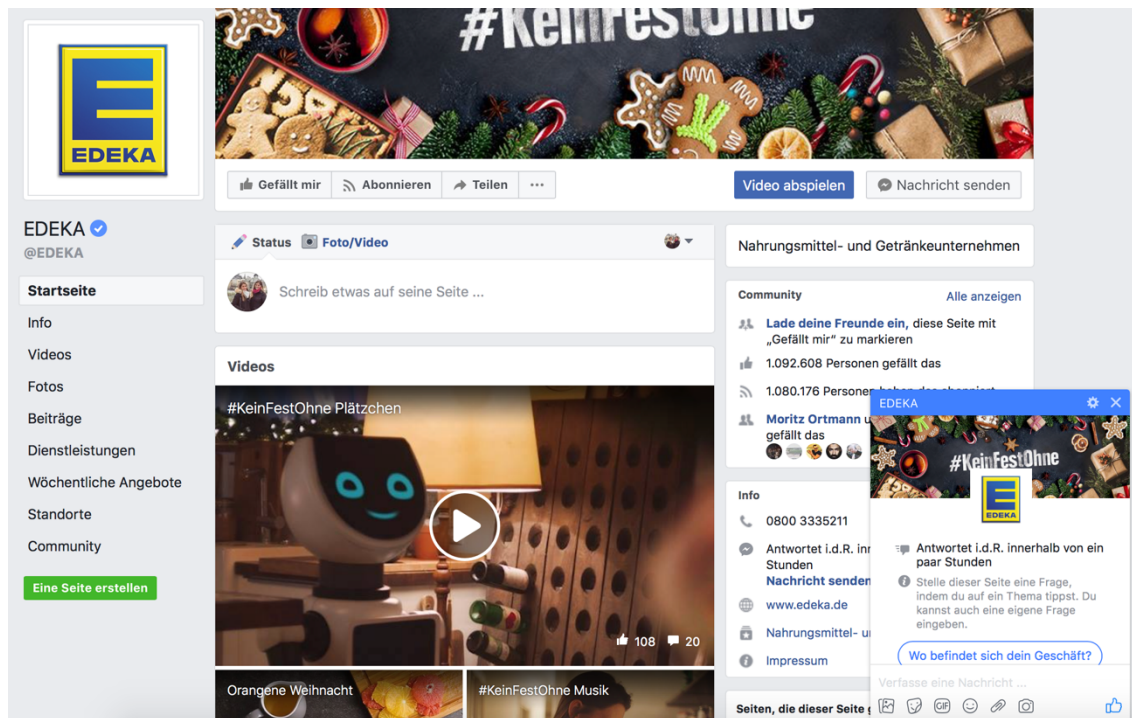 #KeinFestOhne
EDEKA
Gefällt mir
Abonnieren
Teilen
Video abspielen
Nachricht senden
EDEKA
@EDEKA
Startseite
Info
Videos
Fotos
Beiträge
Dienstleistungen
Wöchentliche Angebote
Standorte
Community
Eine Seite erstellen
Status Foto/Video
Schreib etwas auf seine Seite ...
Videos
#KeinFestOhne Plätzchen
108 20
Orangene Weihnacht
#KeinFestOhne Musik
Nahrungsmittel- und Getränkeunternehmen
Community Alle anzeigen
Lade deine Freunde ein, diese Seite mit
„Gefällt mir“ zu markieren
1.092.608 Personen gefällt das
1.080.176 Personen haben das abonniert
Moritz Ortmann
gefällt das
Info
0800 3335211
Antwortet i.d.R.
Stunden
Nachricht senden
www.edeka.de
Nahrungsmittel-
Impressum
Seiten, die dieser Seite
EDEKA
#KeinFestOhne
EDEKA
Antwortet i.d.R. innerhalb von ein
paar Stunden
Stelle dieser Seite eine Frage,
indem du auf ein Thema tippst. Du
kannst auch eine eigene Frage
eingeben.
Wo befindet sich dein Geschäft?
Verfasse eine Nachricht ...
GIF